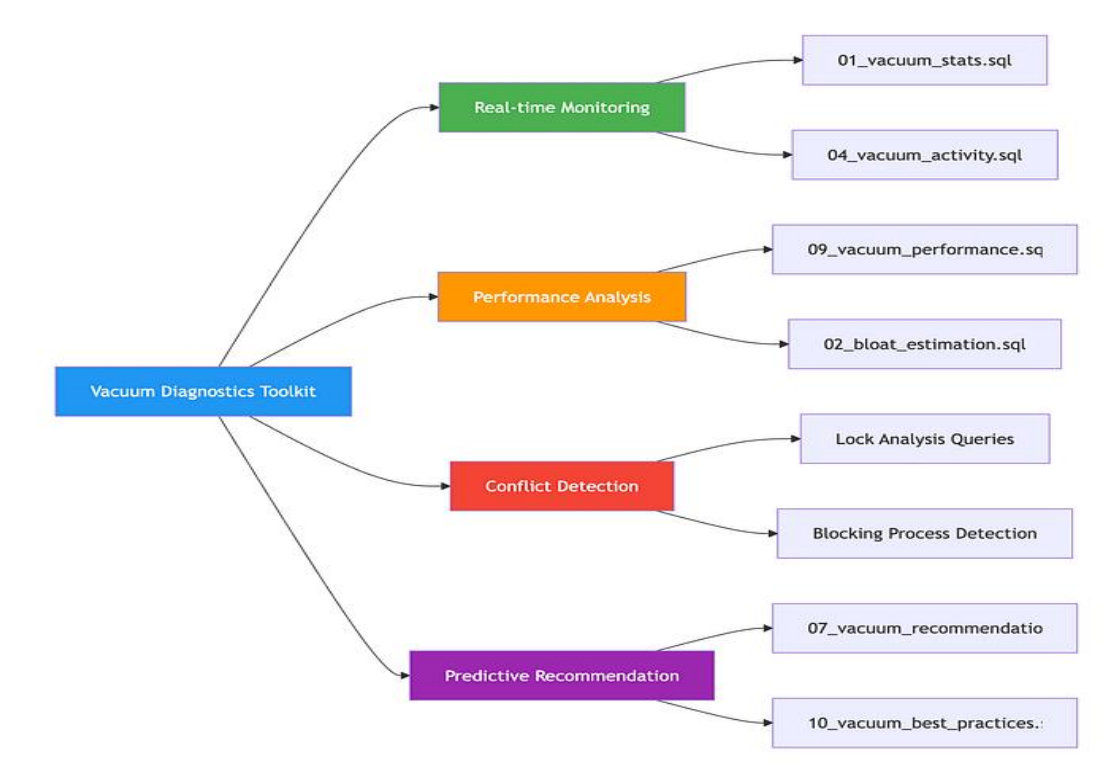 Vacuum Diagnostics Toolkit
Real-time Monitoring
01_vacuum_stats.sql
04_vacuum_activity.sql
Performance Analysis
09_vacuum_performance.sq
02_bloat_estimation.sql
Conflict Detection
Lock Analysis Queries
Blocking Process Detection
Predictive Recommendation
07_vacuum_recommendatio
10_vacuum_best_practices.